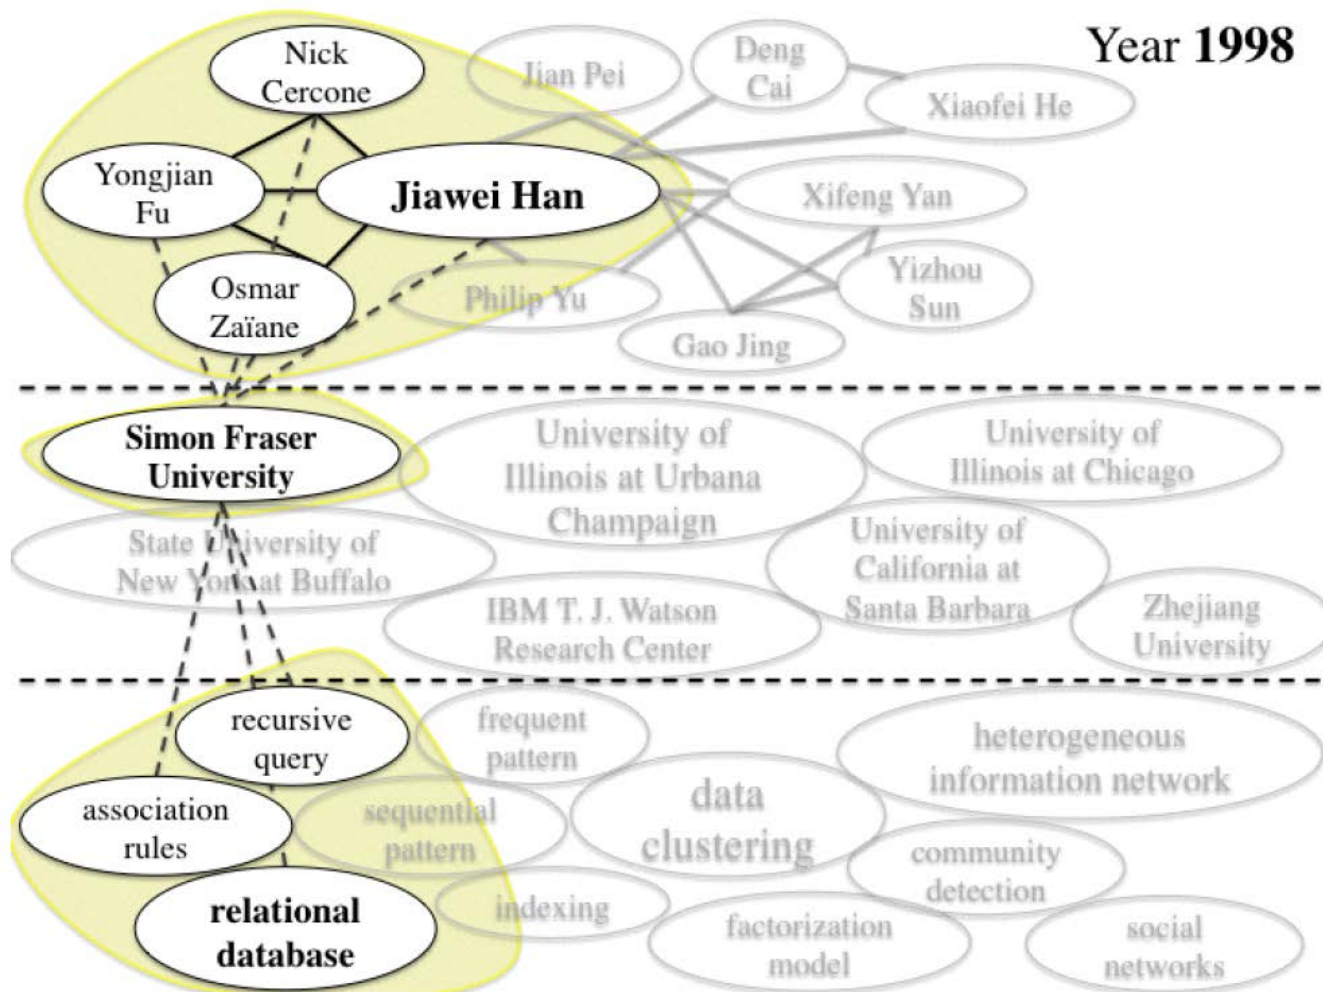 Year 1998
Nick
Cercone
Jian Pei
Deng
Cai
Xiaofei He
Yongjian
Fu
Jiawei Han
Xifeng Yan
Osmar
Zaïane
Philip Yu
Yizhou
Sun
Gao Jing
Simon Fraser
University
University of
Illinois at Urbana
Champaign
University of
Illinois at Chicago
State University of
New York at Buffalo
University of
California at
Santa Barbara
IBM T. J. Watson
Research Center
Zhejiang
University
recursive
query
frequent
pattern
heterogeneous
information network
association
rules
sequential
pattern
data
clustering
community
detection
relational
database
indexing
factorization
model
social
networks